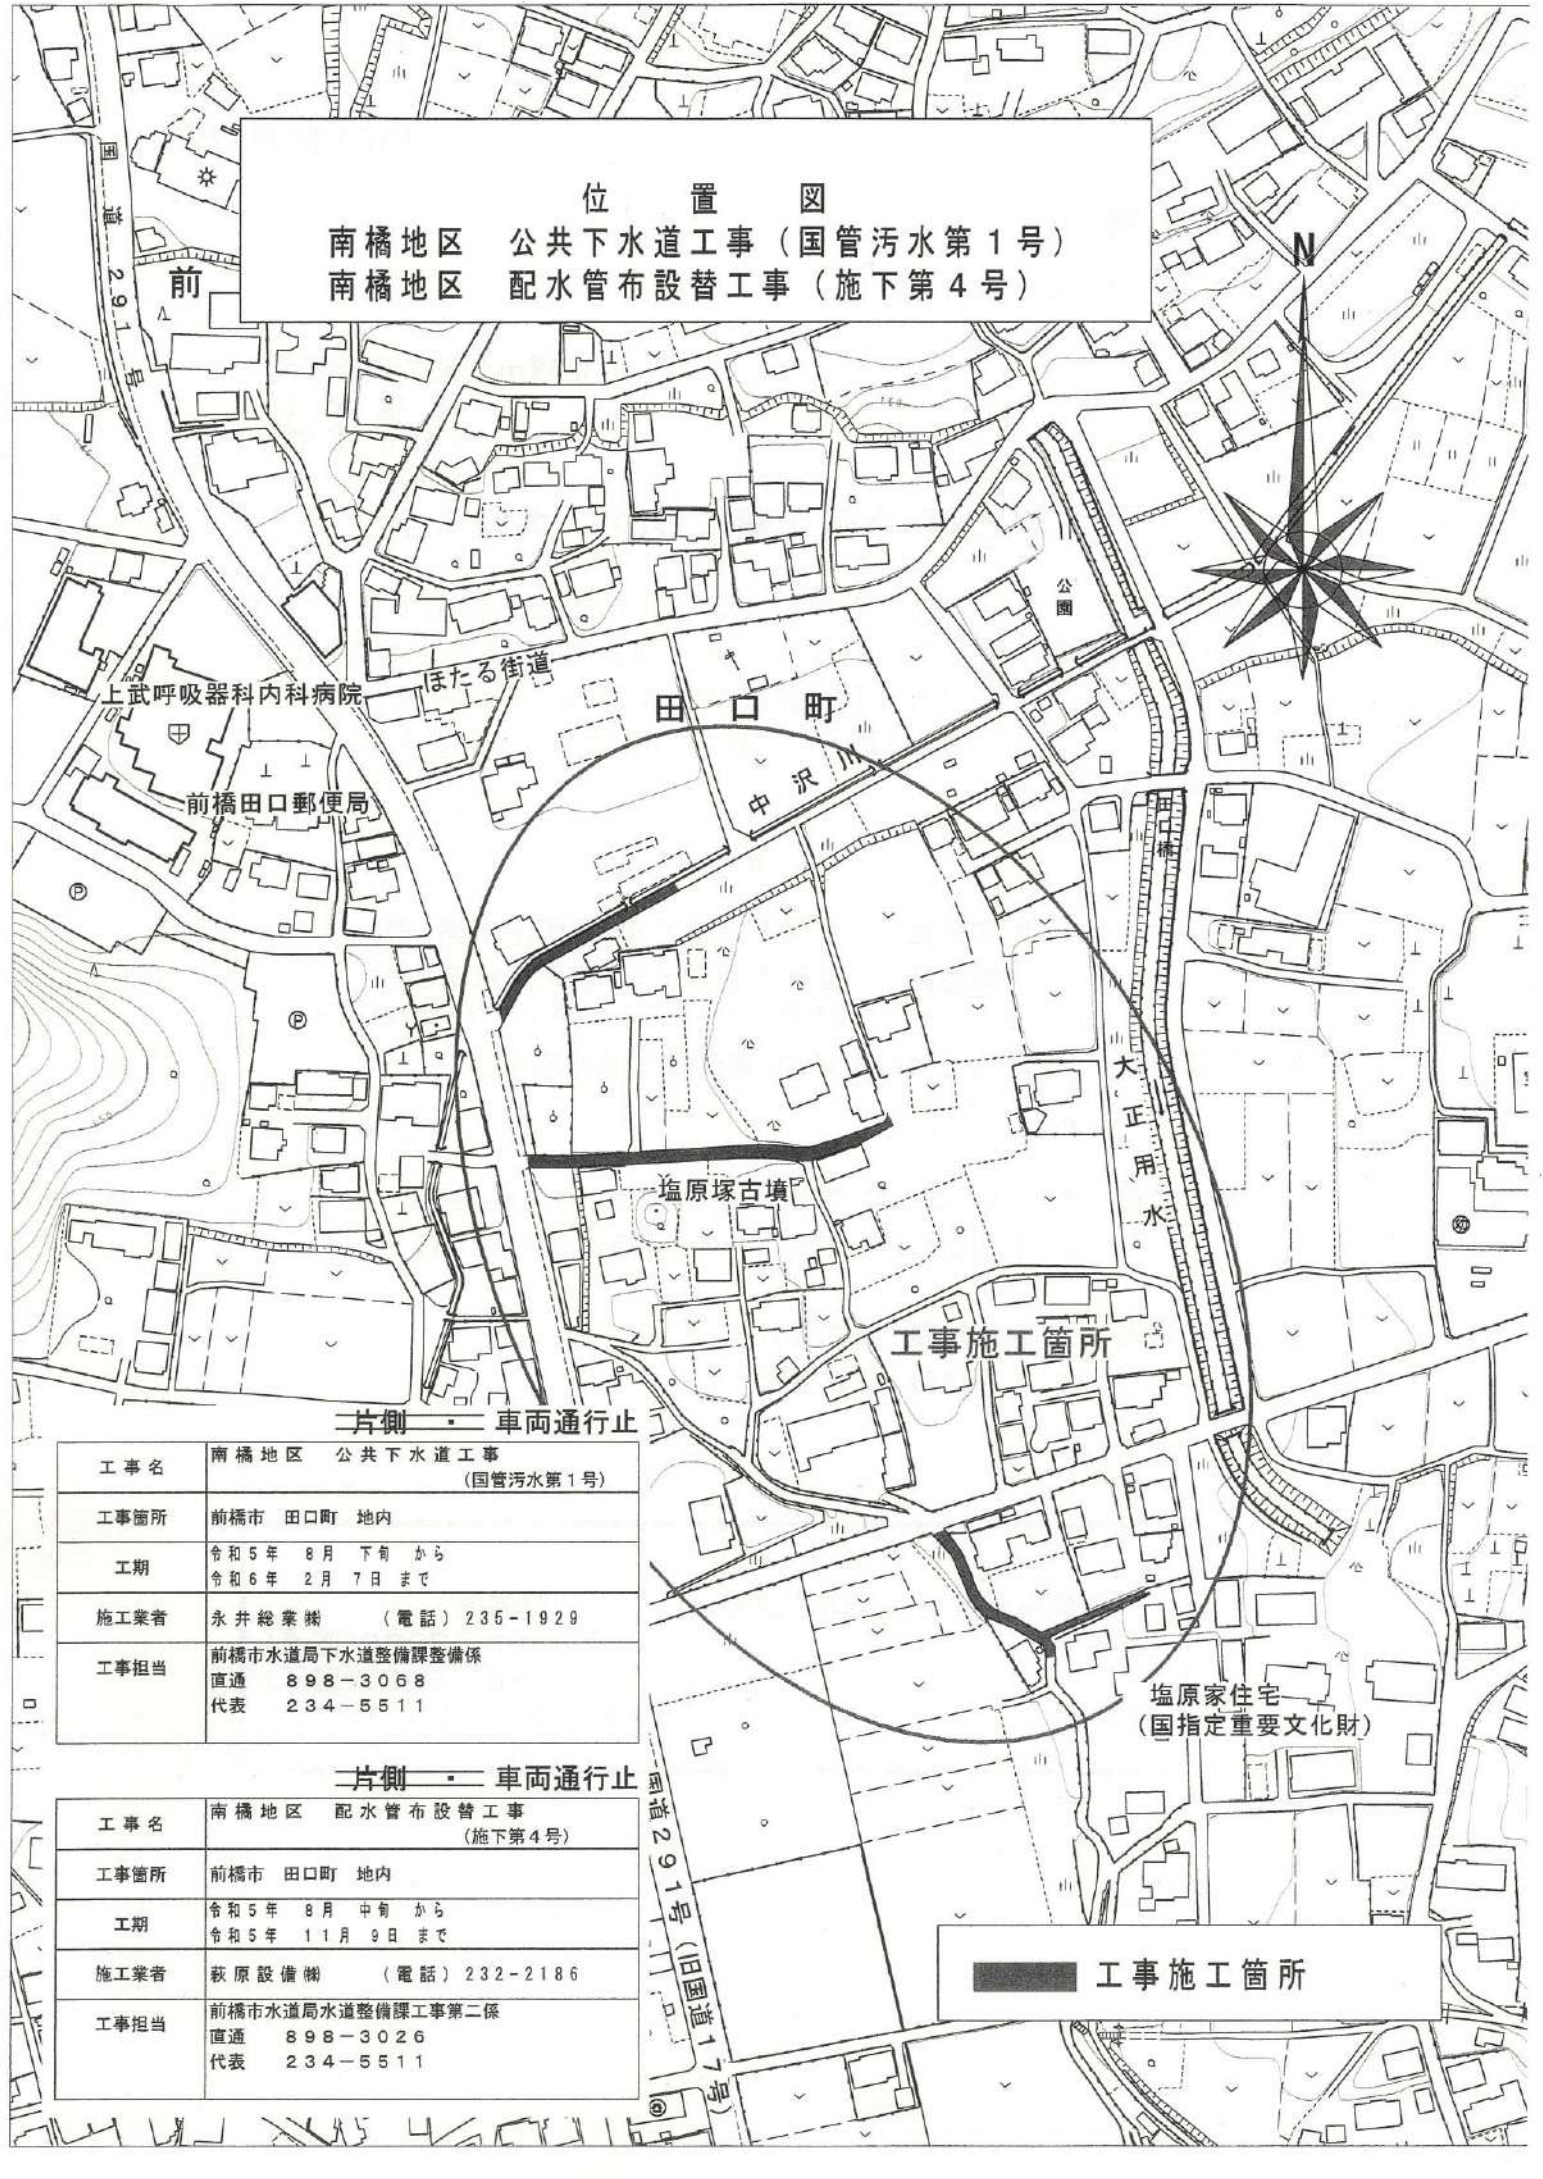 位　置　図
南橘地区　公共下水道工事（国管汚水第１号）
南橘地区　配水管布設替工事（施下第４号）
N
国道291号
前
公園
ほたる街道
上武呼吸器科内科病院
田口町
中沢川
前橋田口郵便局
田口橋
大正用水
塩原塚古墳
工事施工箇所
片側　・　車両通行止
工事名
南橘地区　公共下水道工事
（国管汚水第１号）
工事箇所
前橋市　田口町　地内
工期
令和５年　８月　下旬　から
令和６年　２月　７日　まで
施工業者
永井総業㈱　（電話）235-1929
工事担当
前橋市水道局下水道整備課整備係
直通　８９８－３０６８
代表　２３４－５５１１
塩原家住宅
（国指定重要文化財）
片側　・　車両通行止
工事名
南橘地区　配水管布設替工事
（施下第４号）
工事箇所
前橋市　田口町　地内
工期
令和５年　８月　中旬　から
令和５年　１１月　９日　まで
施工業者
萩原設備㈱　（電話）232-2186
工事担当
前橋市水道局水道整備課工事第二係
直通　８９８－３０２６
代表　２３４－５５１１
国道２９１号（旧国道１７号）
工事施工箇所